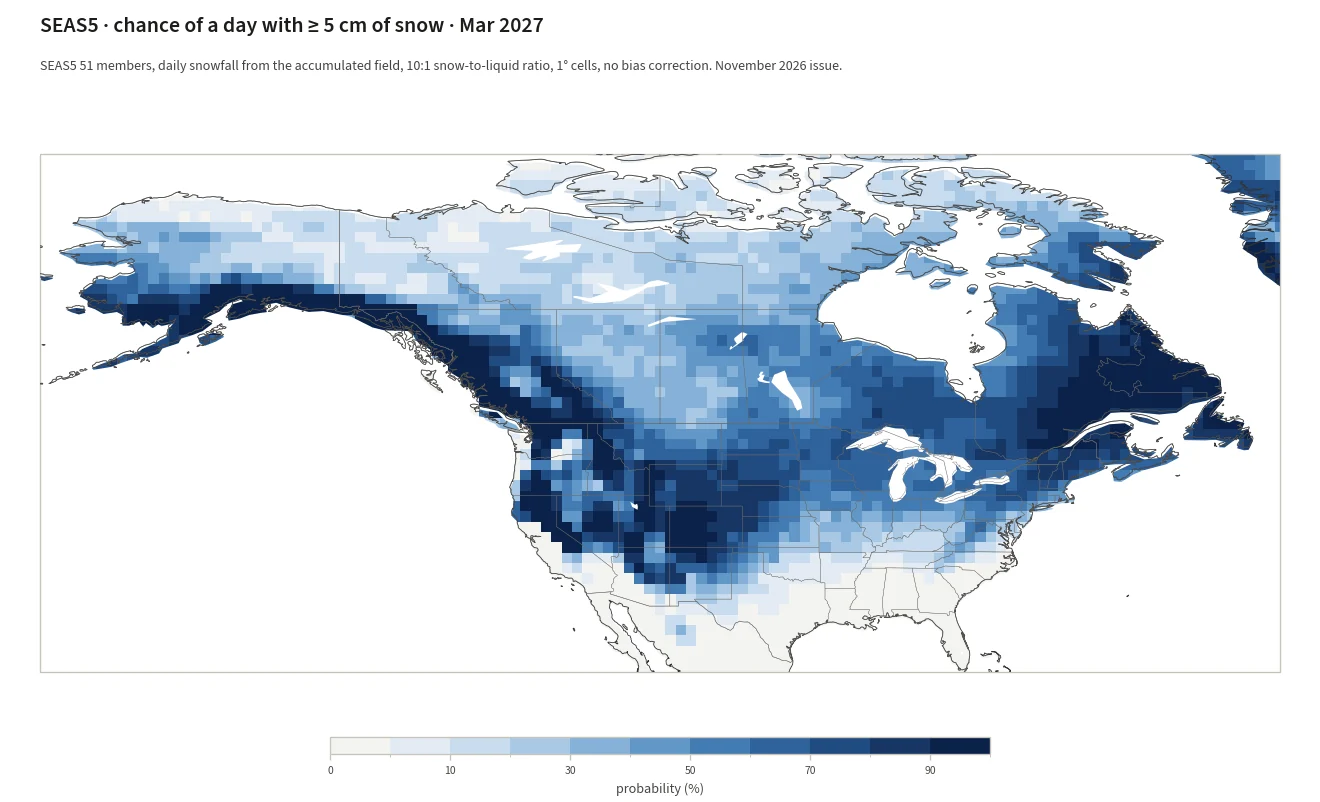 SEAS5 · chance of a day with ≥ 5 cm of snow · Mar 2027
SEAS5 51 members, daily snowfall from the accumulated field, 10:1 snow-to-liquid ratio, 1° cells, no bias correction. November 2026 issue.
0 10 30 50 70 90
probability (%)